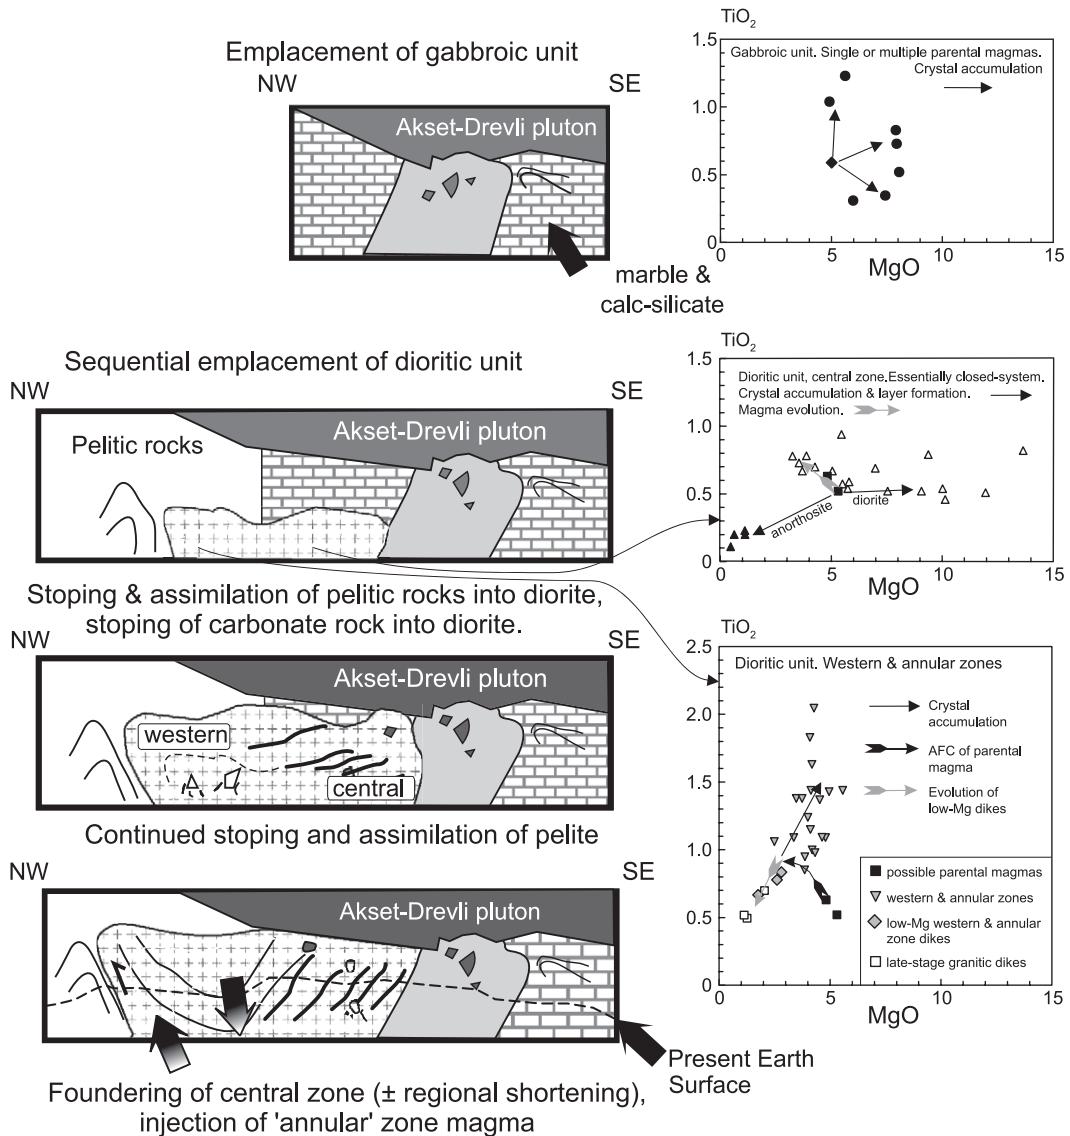 Emplacement of gabbroic unit
NW
SE
Akset-Drevli pluton
marble &
calc-silicate
TiO2
Gabbroic unit. Single or multiple parental magmas.
Crystal accumulation
1.5
1.0
0.5
0
0 5 10 15
MgO
Sequential emplacement of dioritic unit
NW
SE
Pelitic rocks
Akset-Drevli pluton
TiO2
Dioritic unit, central zone.Essentially closed-system.
Crystal accumulation & layer formation.
Magma evolution.
diorite
anorthosite
1.5
1.0
0.5
0
0 5 10 15
MgO
Stoping & assimilation of pelitic rocks into diorite,
stoping of carbonate rock into diorite.
NW
SE
Akset-Drevli pluton
western
central
Continued stoping and assimilation of pelite
TiO2
Dioritic unit. Western & annular zones
Crystal
accumulation
AFC of parental
magma
Evolution of
low-Mg dikes
possible parental magmas
western & annular zones
low-Mg western & annular
zone dikes
late-stage granitic dikes
2.5
2.0
1.5
1.0
0.5
0
0 5 10 15
MgO
NW
SE
Akset-Drevli pluton
Present Earth
Surface
Foundering of central zone (± regional shortening),
injection of 'annular' zone magma